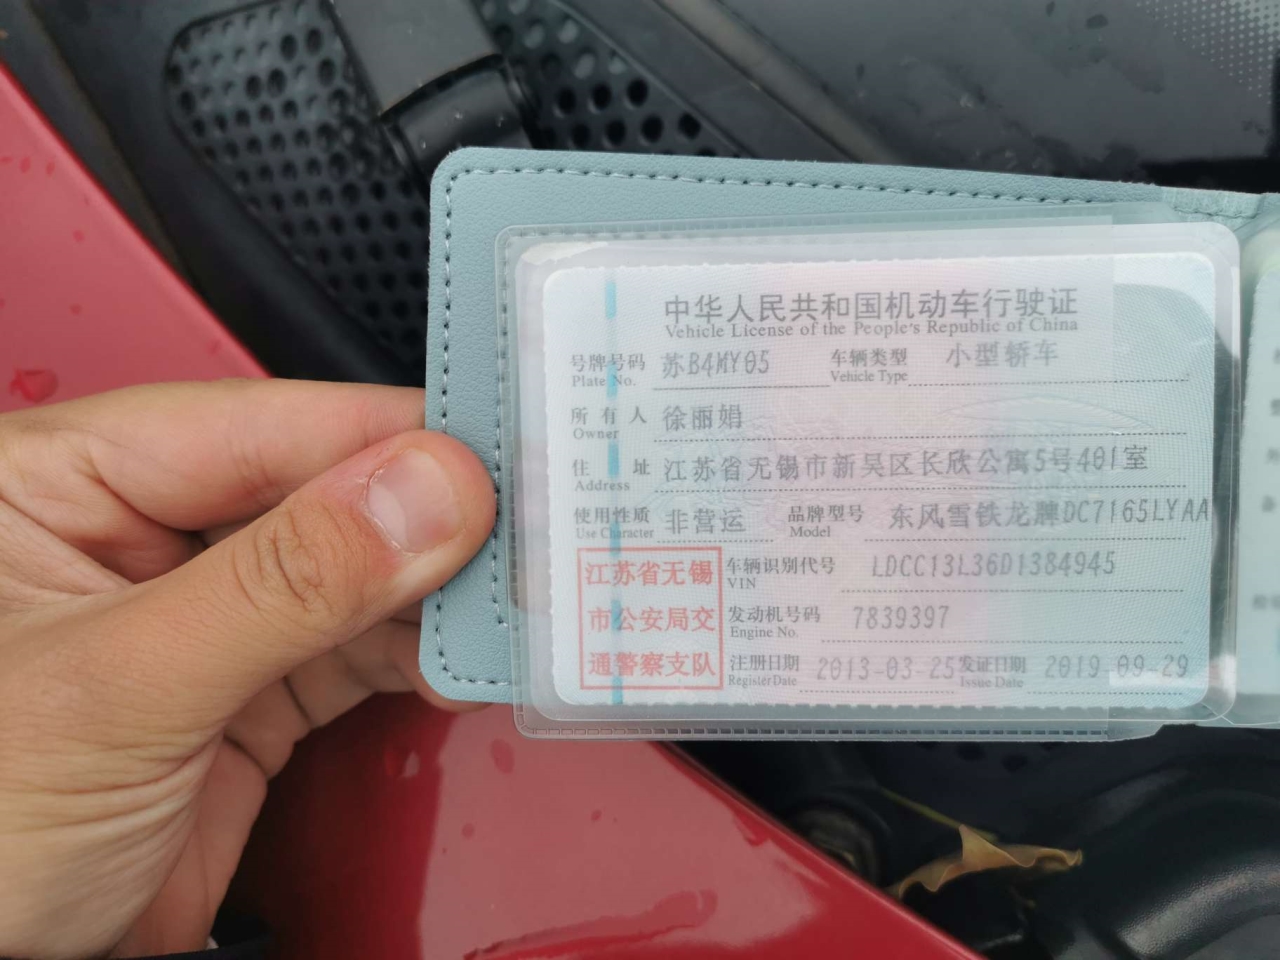 中华人民共和国机动车行驶证
Vehicle License of the People's Republic of China
号牌号码 苏B4MY05 车辆类型 小型轿车
Plate No. Vehicle Type
所有人 徐丽娟
Owner
住址 江苏省无锡市新吴区长欣公寓5号401室
Address
使用性质 非营运 品牌型号 东风雪铁龙牌DC7165LYAA
Use Character Model
江苏省无锡 车辆识别代号 LDCC13L36D1384945
VIN
市公安局交 发动机号码 7839397
Engine No.
通警察支队 注册日期 2013-03-25 发证日期 2019-09-29
Register Date Issue Date